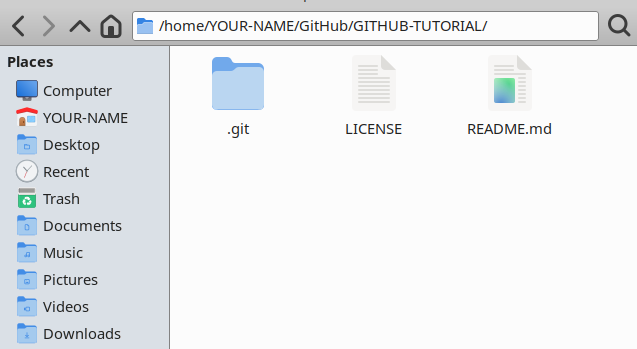 /home/YOUR-NAME/GitHub/GITHUB-TUTORIAL/
Places
Computer
YOUR-NAME
Desktop
Recent
Trash
Documents
Music
Pictures
Videos
Downloads
.git
LICENSE
README.md